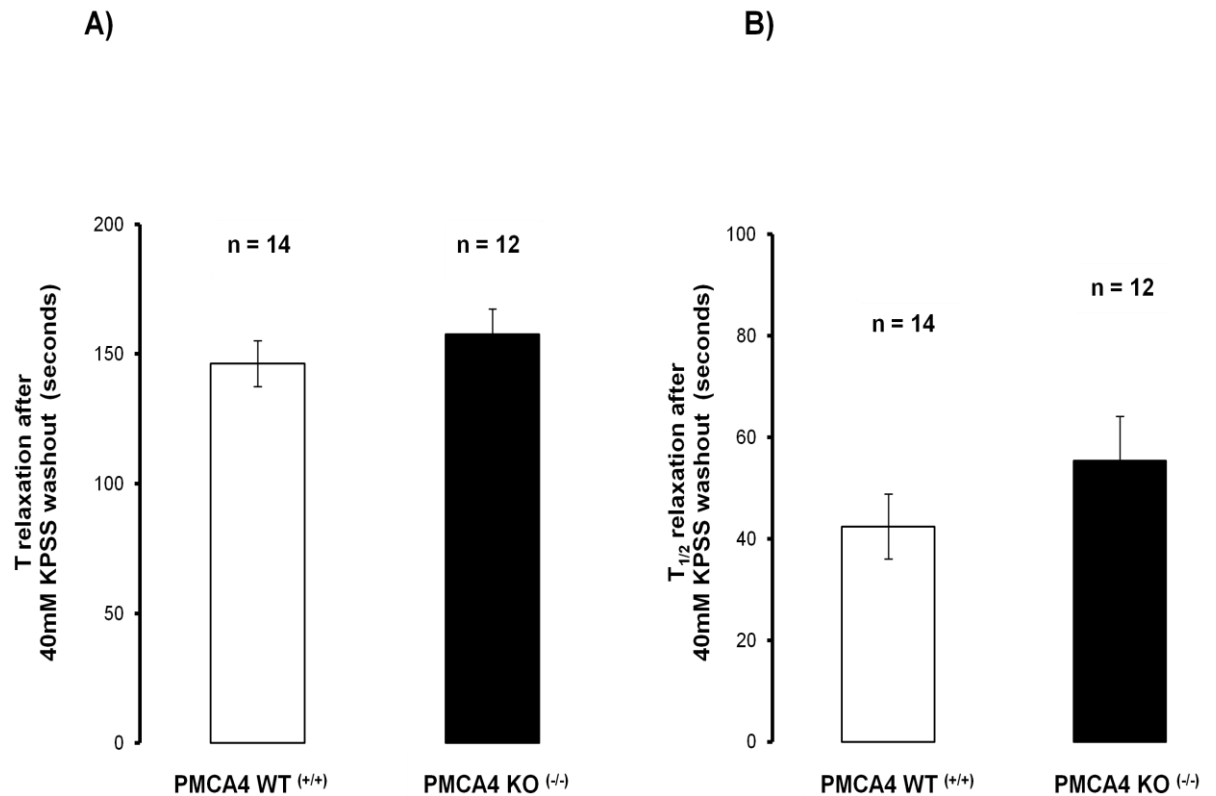 A)
T relaxation after
40mM KPSS washout (seconds)
200
150
100
50
0
n = 14
n = 12
PMCA4 WT (+/+)
PMCA4 KO (-/-)
B)
T1/2 relaxation after
40mM KPSS washout (seconds)
100
80
60
40
20
0
n = 14
n = 12
PMCA4 WT (+/+)
PMCA4 KO (-/-)